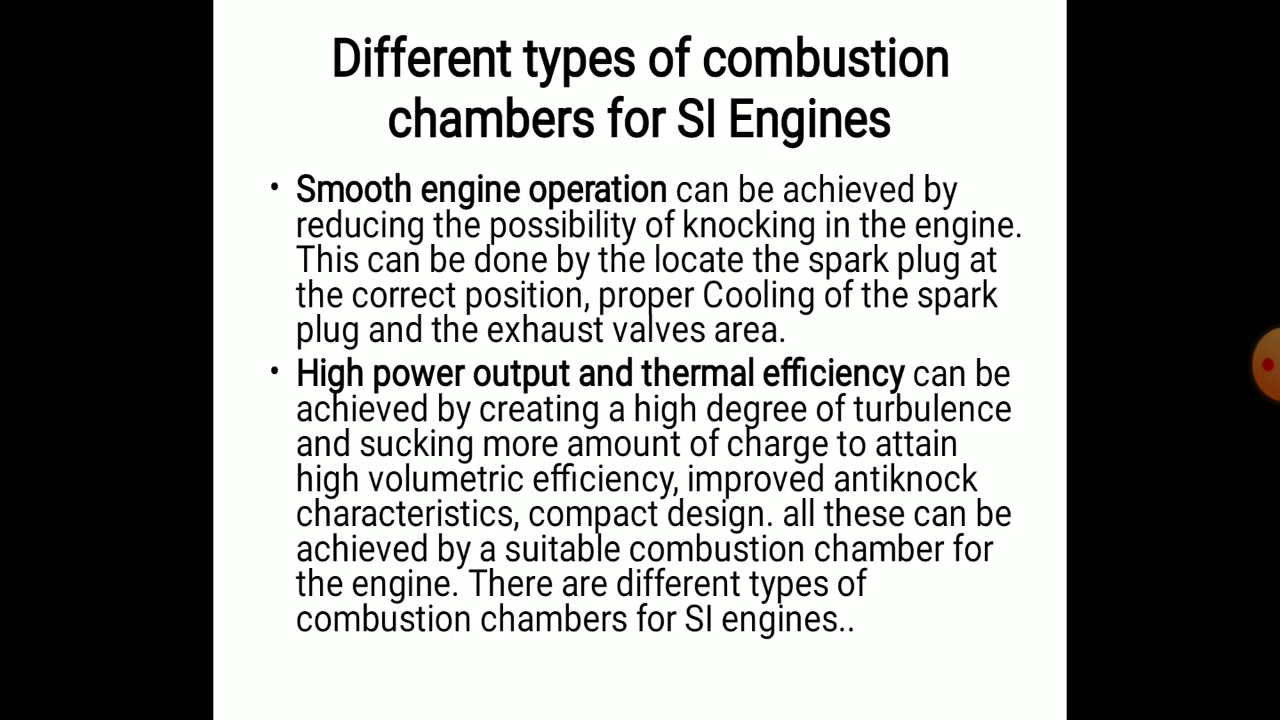 Different types of combustion
chambers for SI Engines
• Smooth engine operation can be achieved by
reducing the possibility of knocking in the engine.
This can be done by the locate the spark plug at
the correct position, proper Cooling of the spark
plug and the exhaust valves area.
• High power output and thermal efficiency can be
achieved by creating a high degree of turbulence
and sucking more amount of charge to attain
high volumetric efficiency, improved antiknock
characteristics, compact design. all these can be
achieved by a suitable combustion chamber for
the engine. There are different types of
combustion chambers for SI engines..